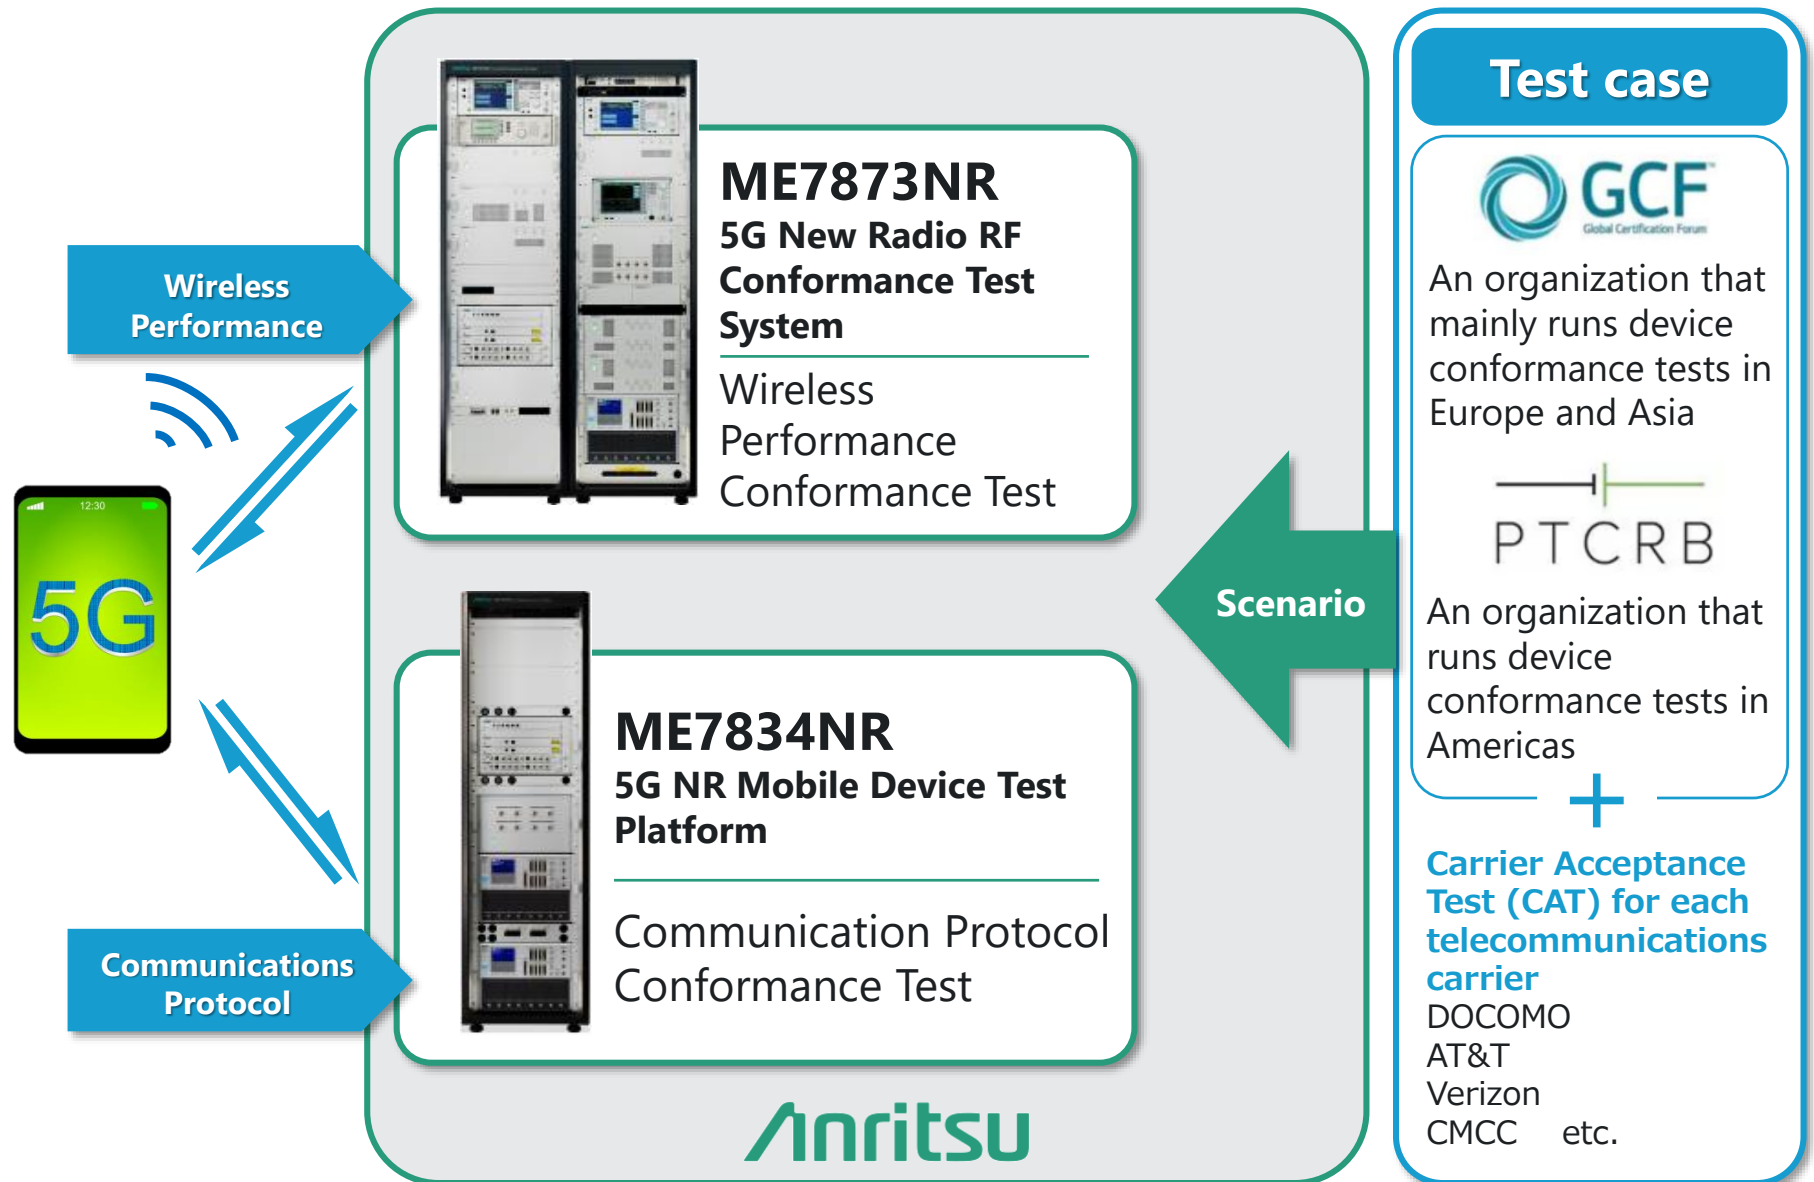 Wireless
Performance
12:30
5G
Communications
Protocol
ME7873NR
5G New Radio RF
Conformance Test
System
Wireless
Performance
Conformance Test
ME7834NR
5G NR Mobile Device Test
Platform
Communication Protocol
Conformance Test
Anritsu
Scenario
Test case
GCF™
Global Certification Forum
An organization that
mainly runs device
conformance tests in
Europe and Asia
PTCRB
An organization that
runs device
conformance tests in
Americas
+
Carrier Acceptance
Test (CAT) for each
telecommunications
carrier
DOCOMO
AT&T
Verizon
CMCC etc.